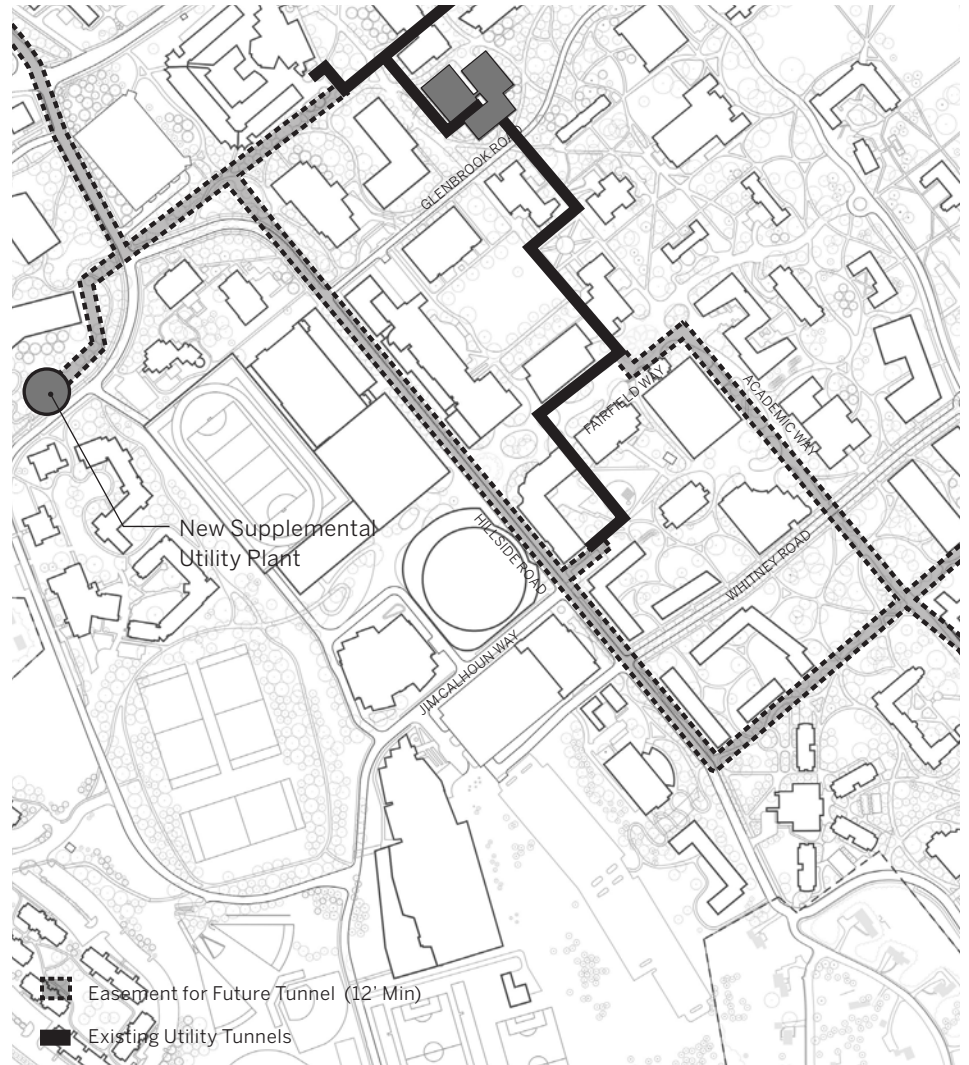 GLENBROOK ROAD
FAIRFIELD WAY
ACADEMIC WAY
New Supplemental
Utility Plant
HILLSIDE ROAD
WHITNEY ROAD
JIM CALHOUN WAY
Easement for Future Tunnel (12' Min)
Existing Utility Tunnels